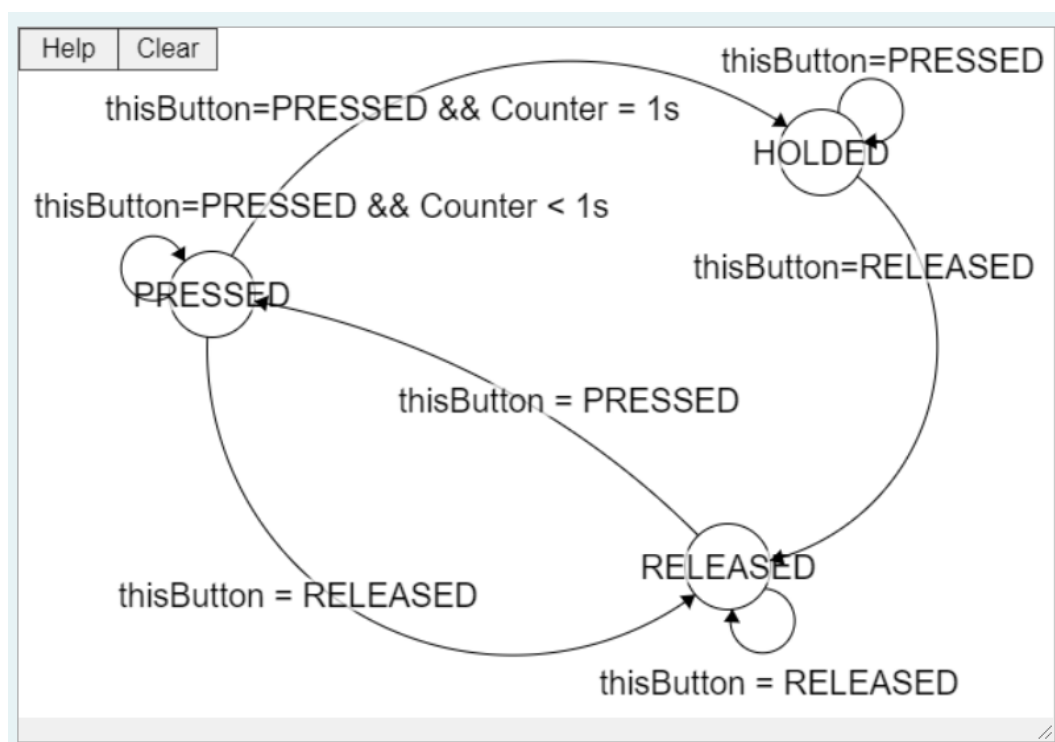 Help Clear
thisButton=PRESSED
thisButton=PRESSED && Counter = 1s
HOLDED
thisButton=PRESSED && Counter < 1s
thisButton=RELEASED
PRESSED
thisButton = PRESSED
RELEASED
thisButton = RELEASED
thisButton = RELEASED